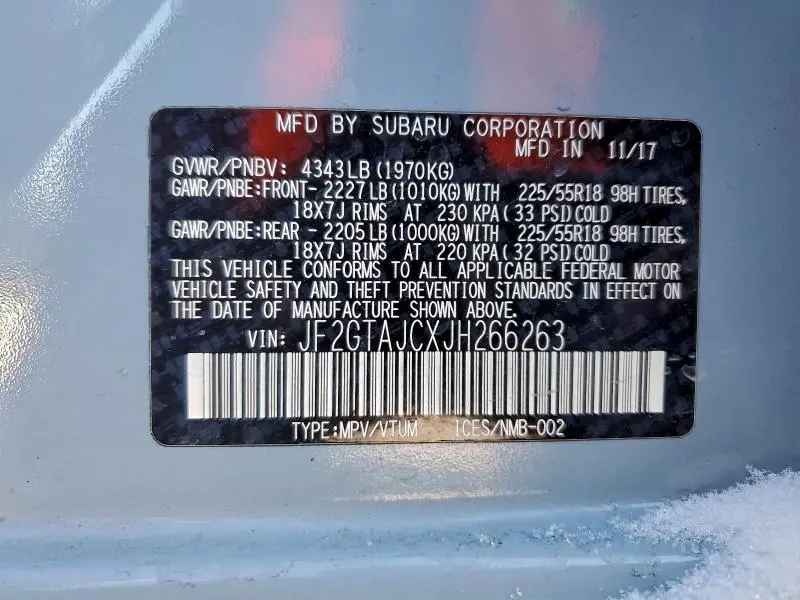 MFD BY SUBARU CORPORATION
MFD IN 11/17
GVWR/PNBV: 4343LB(1970KG)
GAWR/PNBE:FRONT- 2227LB(1010KG)WITH 225/55R18 98H TIRES,
18X7J RIMS AT 230 KPA(33 PSI)COLD
GAWR/PNBE:REAR - 2205LB(1000KG)WITH 225/55R18 98H TIRES,
18X7J RIMS AT 220 KPA(32 PSI)COLD
THIS VEHICLE CONFORMS TO ALL APPLICABLE FEDERAL MOTOR
VEHICLE SAFETY AND THEFT PREVENTION STANDARDS IN EFFECT ON
THE DATE OF MANUFACTURE SHOWN ABOVE.
VIN: JF2GTAJCXJH266263
TYPE:MPV/VTUM ICES/NMB-002